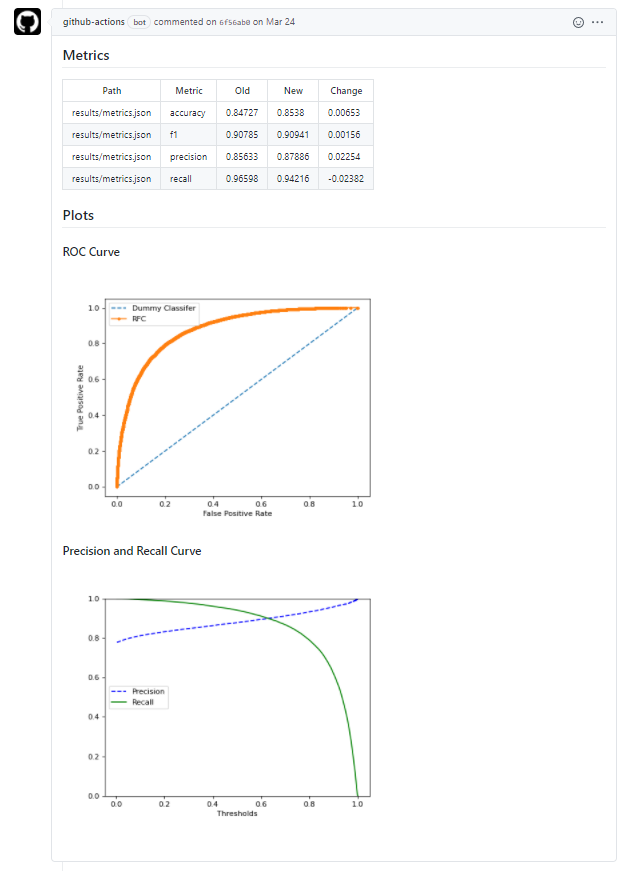 github-actions bot commented on 6f56ab0 on Mar 24
Metrics
Path Metric Old New Change
results/metrics.json accuracy 0.84727 0.8538 0.00653
results/metrics.json f1 0.90785 0.90941 0.00156
results/metrics.json precision 0.85633 0.87886 0.02254
results/metrics.json recall 0.96598 0.94216 -0.02382
Plots
ROC Curve
Dummy Classifer
RFC
1.0
0.8
0.6
0.4
0.2
0.0
True Positive Rate
0.0 0.2 0.4 0.6 0.8 1.0
False Positive Rate
Precision and Recall Curve
1.0
0.8
0.6
0.4
0.2
0.0
Precision
Recall
0.0 0.2 0.4 0.6 0.8 1.0
Thresholds